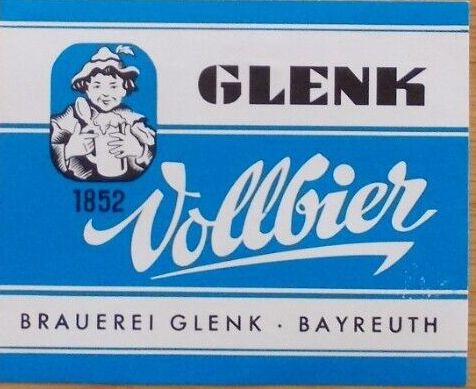 GLENK
1852
Vollbier
BRAUEREI GLENK · BAYREUTH